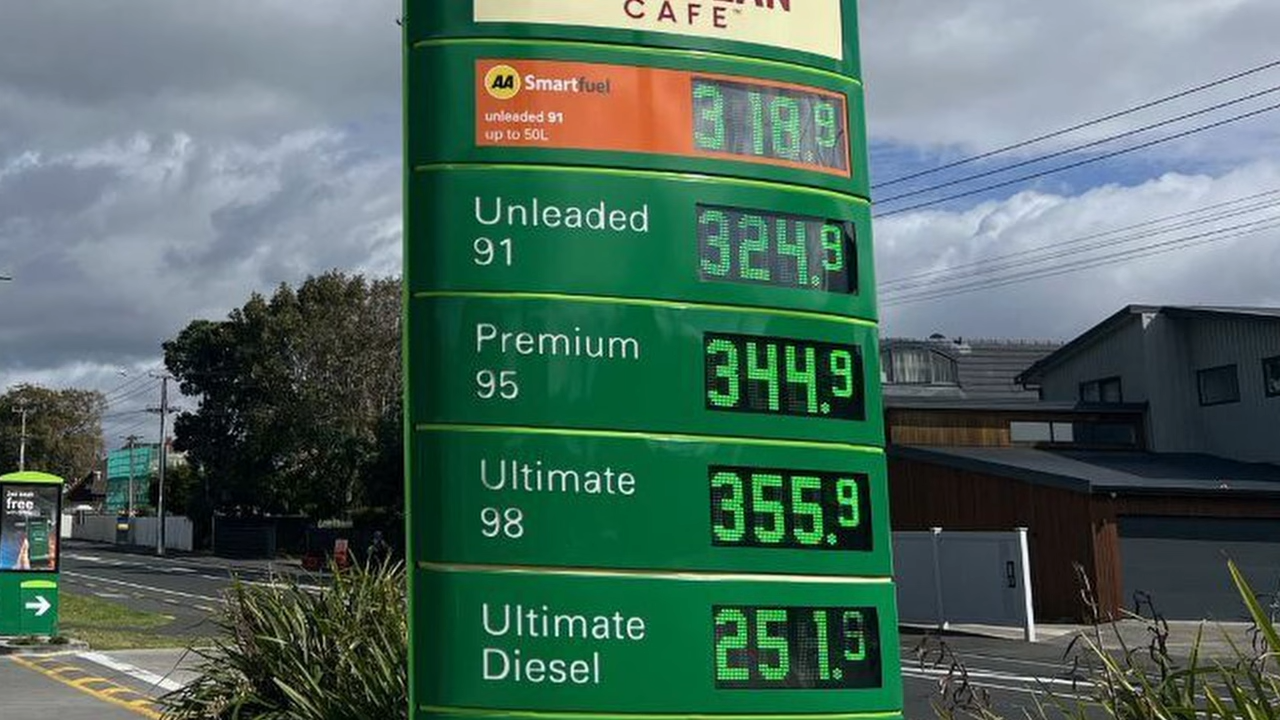 CAFE
AA Smartfuel
unleaded 91
up to 50L
318.9
Unleaded
91
324.9
Premium
95
344.9
Ultimate
98
355.9
Ultimate
Diesel
251.9
free